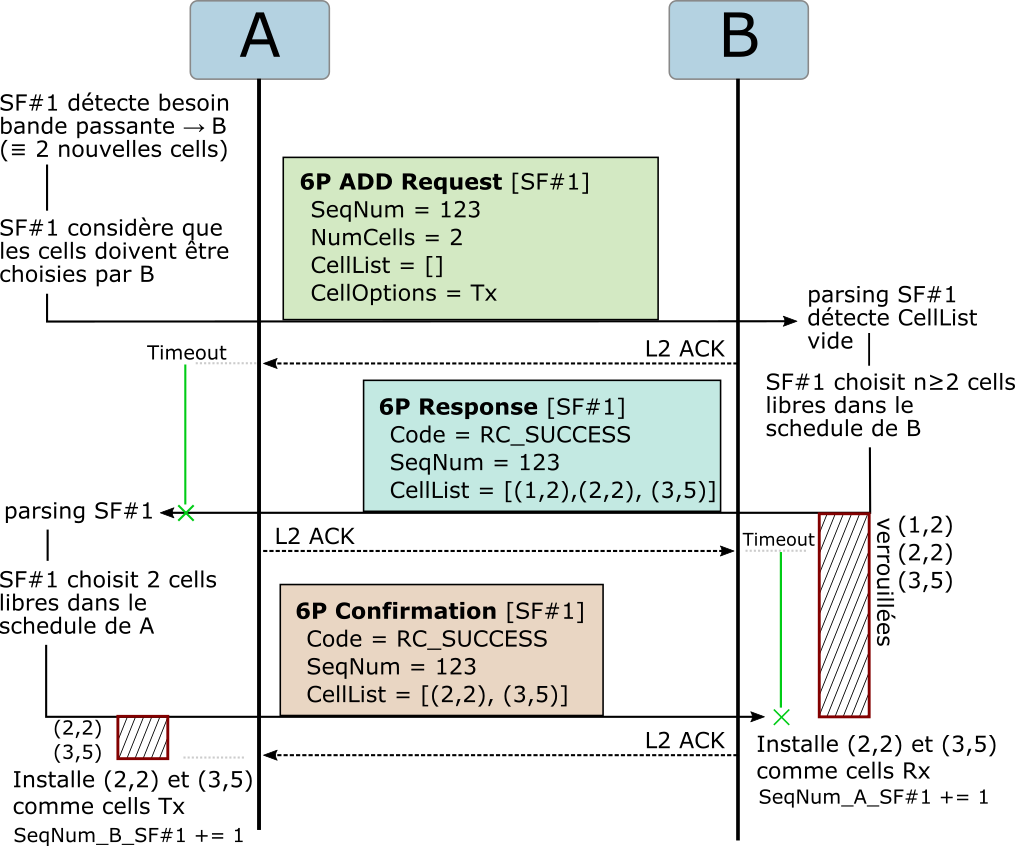 A
B
SF#1 détecte besoin
bande passante → B
(≡ 2 nouvelles cells)
6P ADD Request [SF#1]
SeqNum = 123
NumCells = 2
CellList = []
CellOptions = Tx
SF#1 considère que
les cells doivent être
choisies par B
parsing SF#1
détecte CellList
vide
Timeout
L2 ACK
SF#1 choisit n≥2 cells
libres dans le
schedule de B
6P Response [SF#1]
Code = RC_SUCCESS
SeqNum = 123
CellList = [(1,2),(2,2), (3,5)]
parsing SF#1
L2 ACK
Timeout
verrouillées
(1,2)
(2,2)
(3,5)
SF#1 choisit 2 cells
libres dans le
schedule de A
6P Confirmation [SF#1]
Code = RC_SUCCESS
SeqNum = 123
CellList = [(2,2), (3,5)]
(2,2)
(3,5)
L2 ACK
Installe (2,2) et (3,5)
comme cells Rx
SeqNum_A_SF#1 += 1
Installe (2,2) et (3,5)
comme cells Tx
SeqNum_B_SF#1 += 1